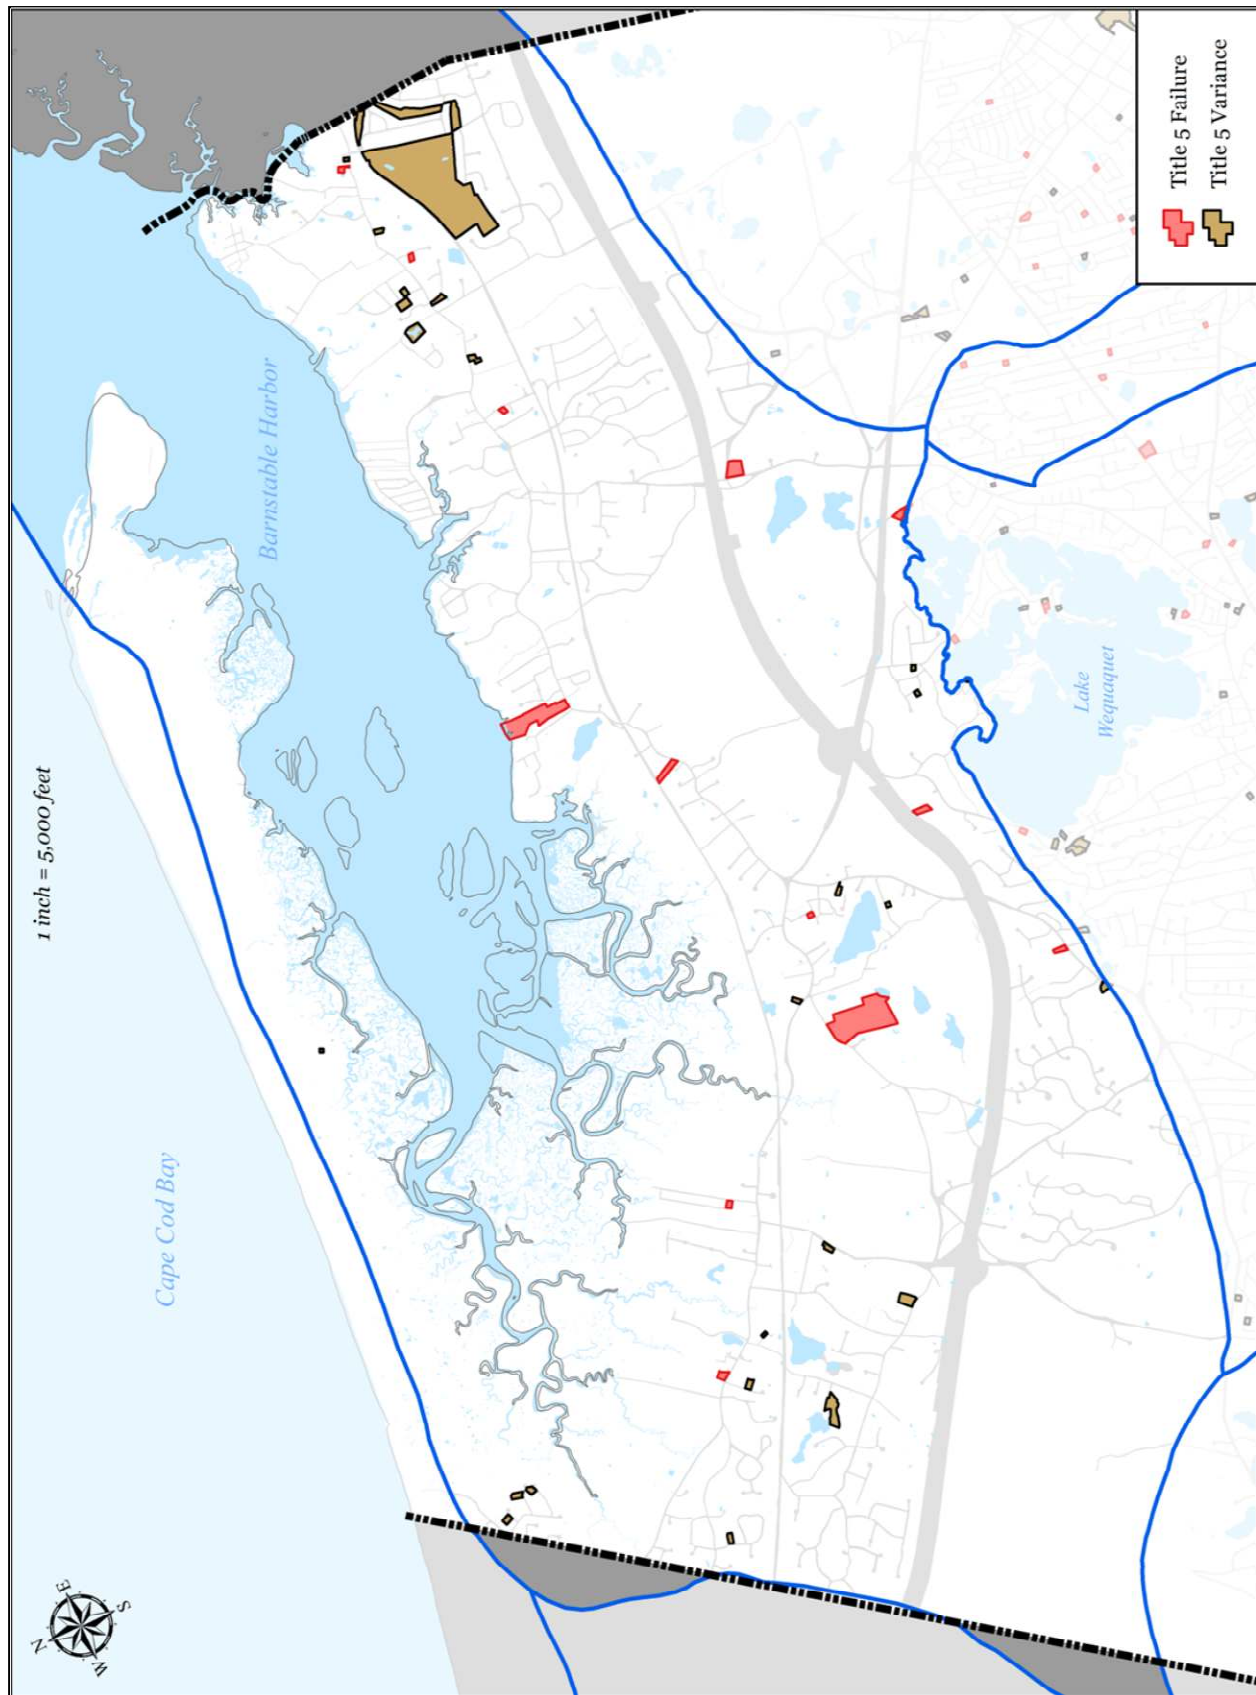 1 inch = 5,000 feet
Cape Cod Bay
Barnstable Harbor
Lake
Wequaquet
Title 5 Failure
Title 5 Variance
N
E
S
W